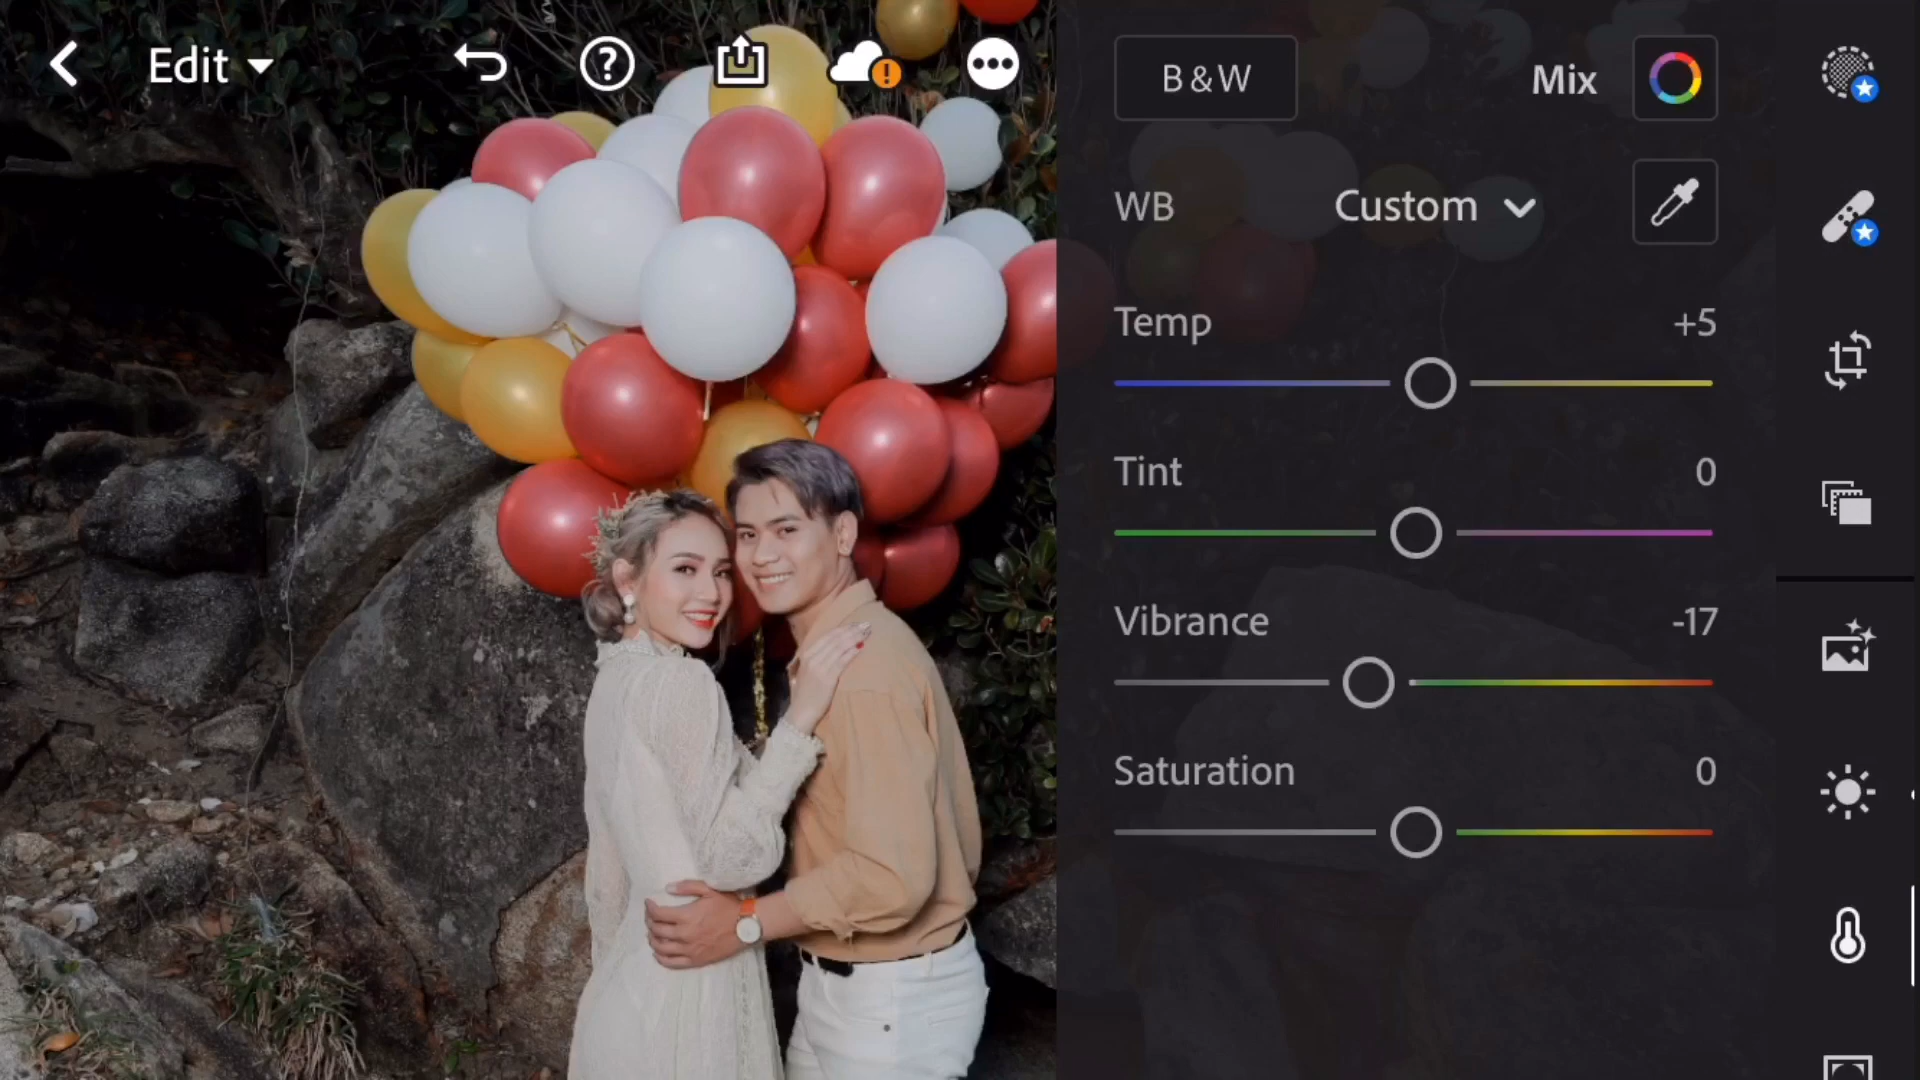 Edit
B&W
Mix
WB
Custom
Temp
+5
Tint
0
Vibrance
-17
Saturation
0